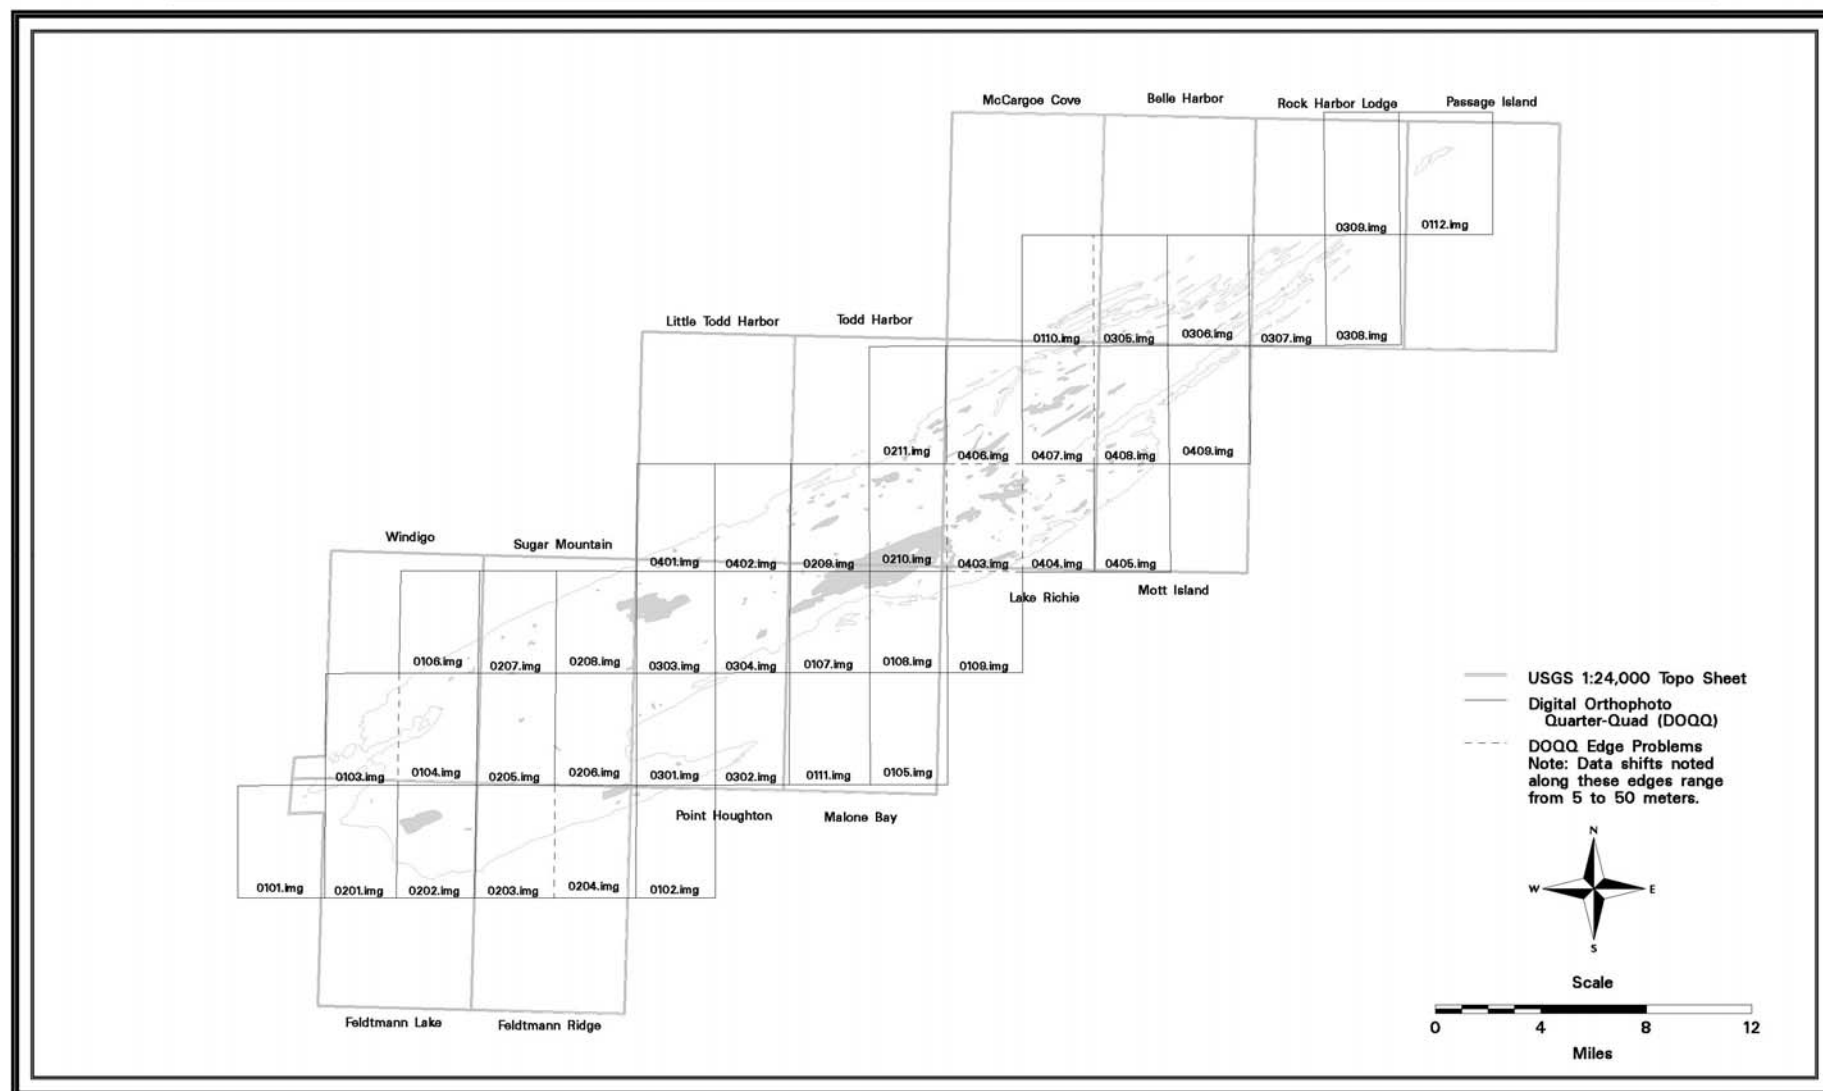 McCargoe Cove
Belle Harbor
Rock Harbor Lodge
Passage Island
0309.img
0112.img
Little Todd Harbor
Todd Harbor
0110.img
0305.img
0306.img
0307.img
0308.img
0211.img
0406.img
0407.img
0408.img
0409.img
Windigo
Sugar Mountain
0401.img
0402.img
0209.img
0210.img
0403.img
0404.img
0405.img
Lake Richie
Mott Island
0106.img
0207.img
0208.img
0303.img
0304.img
0107.img
0108.img
0109.img
0103.img
0104.img
0205.img
0206.img
0301.img
0302.img
0111.img
0105.img
Point Houghton
Malone Bay
0101.img
0201.img
0202.img
0203.img
0204.img
0102.img
Feldtmann Lake
Feldtmann Ridge
USGS 1:24,000 Topo Sheet
Digital Orthophoto
Quarter-Quad (DOQQ)
DOQQ Edge Problems
Note: Data shifts noted
along these edges range
from 5 to 50 meters.
N
W
E
S
Scale
0 4 8 12
Miles